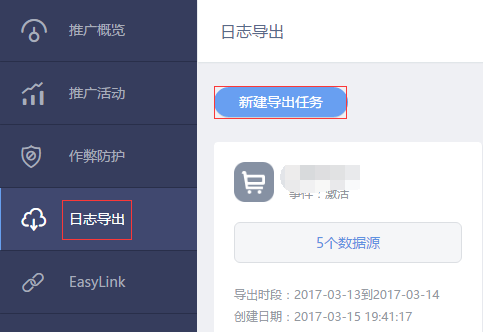 推广概览
推广活动
作弊防护
日志导出
EasyLink
日志导出
新建导出任务
事件：激活
5个数据源
导出时段：2017-03-13到2017-03-14
创建日期：2017-03-15 19:41:17